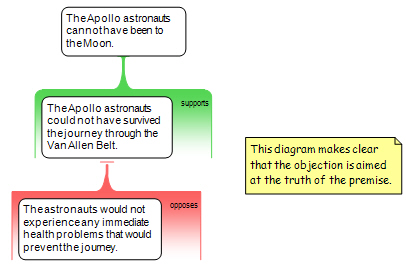 The Apollo astronauts
cannot have been to
the Moon.
supports
The Apollo astronauts
could not have survived
the journey through the
Van Allen Belt.
This diagram makes clear
that the objection is aimed
at the truth of the premise.
opposes
The astronauts would not
experience any immediate
health problems that would
prevent the journey.